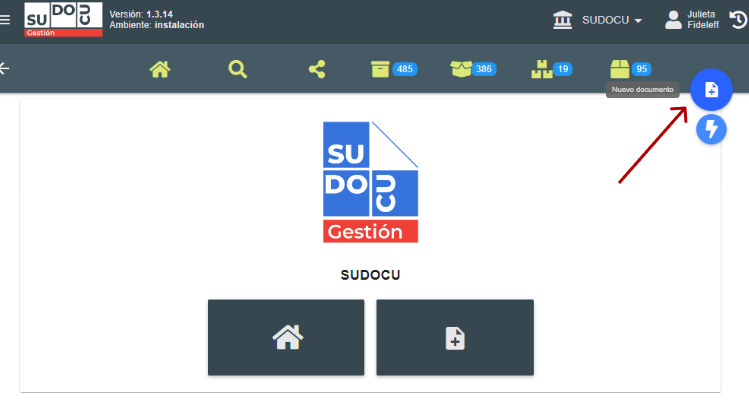 SU
DO
CU
Gestión
Versión: 1.3.14
Ambiente: instalación
SUDOCU
Julieta
Fideleff
485
386
19
95
Nuevo documento
SU
DO
CU
Gestión
SUDOCU